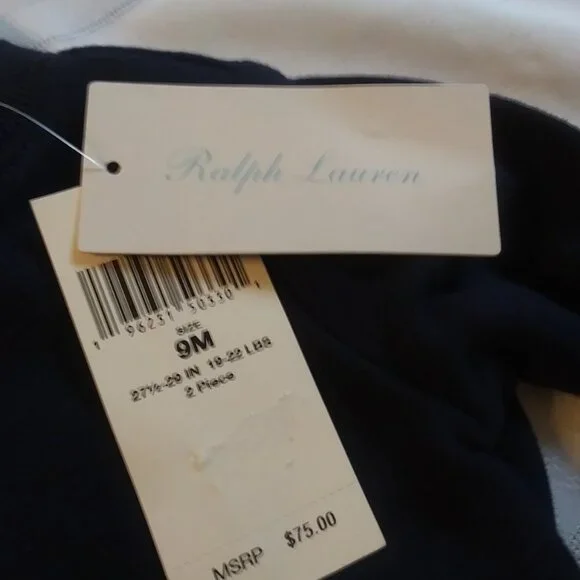 Ralph Lauren
1 96231 50330 1
SIZE
9M
27½-29 IN 19-22 LBS
2 Piece
MSRP $75.00